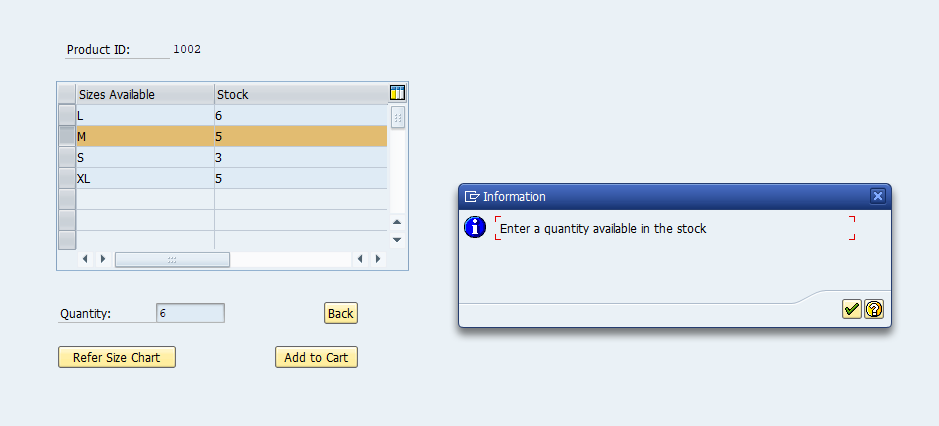 Product ID: 1002
Sizes Available Stock
L 6
M 5
S 3
XL 5
Information
Enter a quantity available in the stock
Quantity: 6 Back
Refer Size Chart Add to Cart